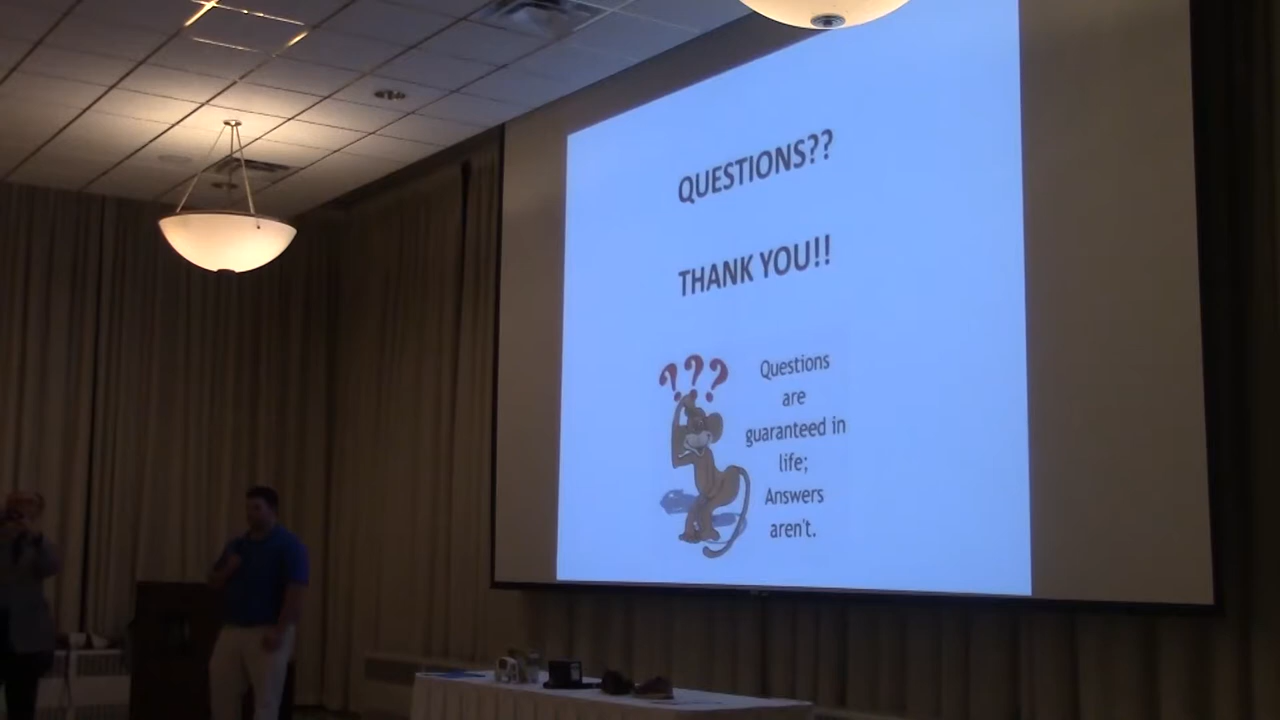 QUESTIONS??
THANK YOU!!
???
Questions
are
guaranteed in
life;
Answers
aren't.